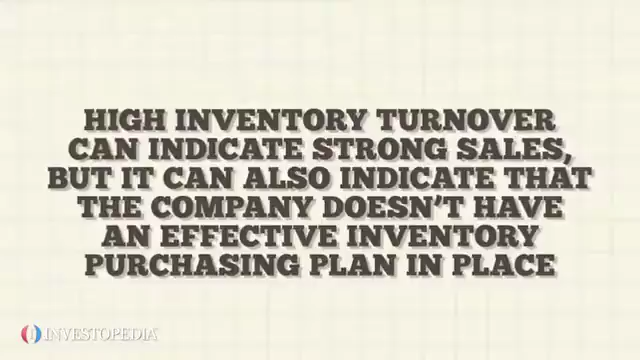 HIGH INVENTORY TURNOVER
CAN INDICATE STRONG SALES,
BUT IT CAN ALSO INDICATE THAT
THE COMPANY DOESN'T HAVE
AN EFFECTIVE INVENTORY
PURCHASING PLAN IN PLACE
INVESTOPEDIA